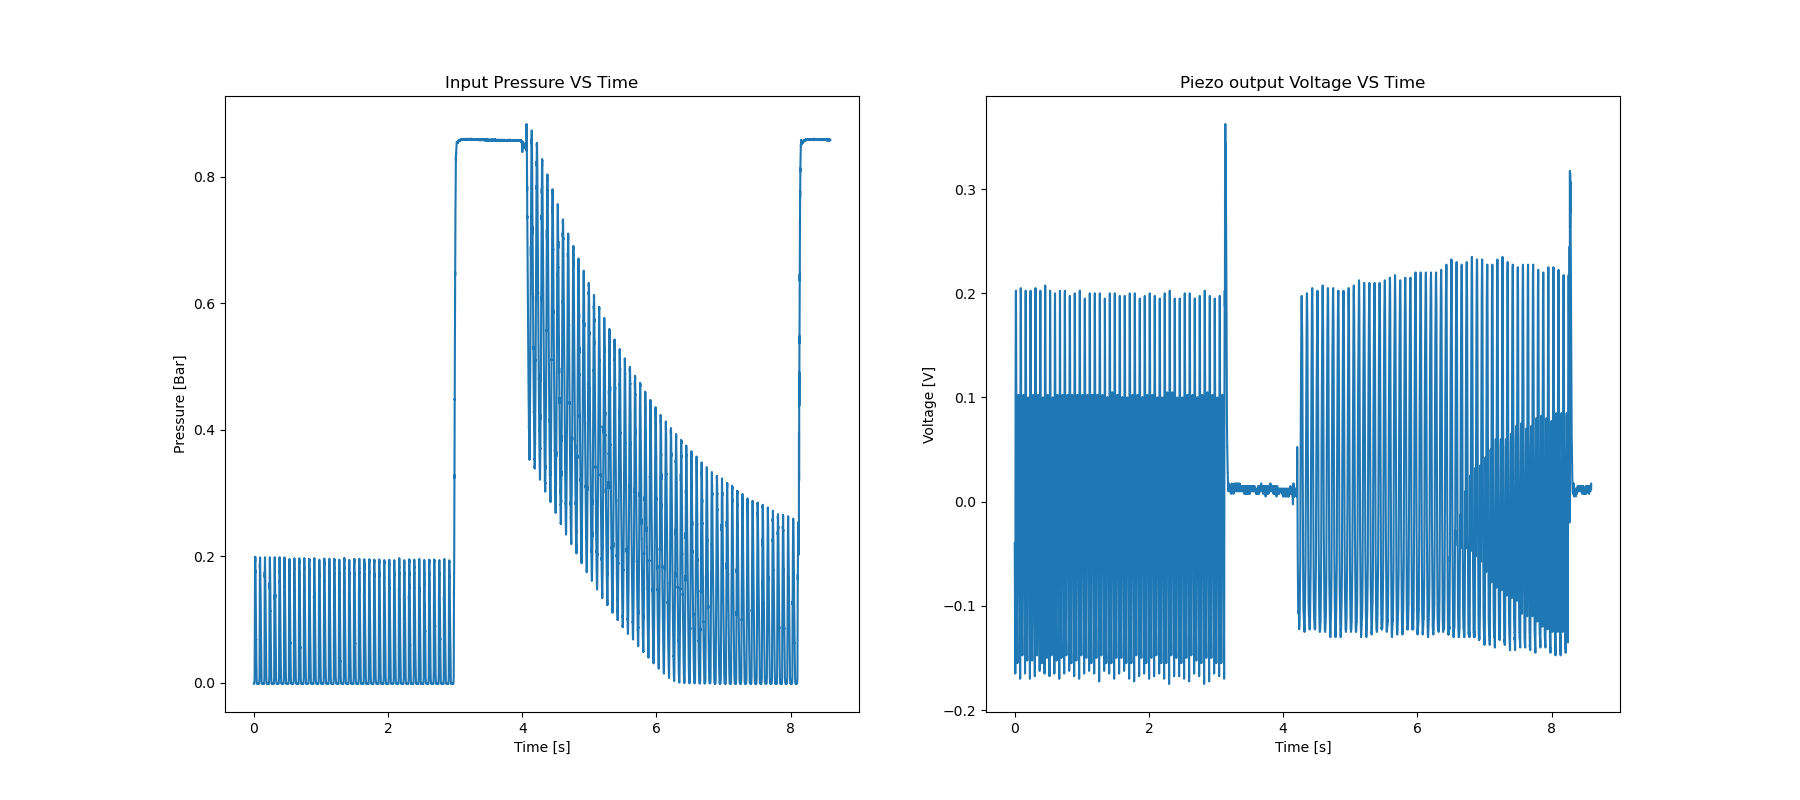 Input Pressure VS Time
Pressure [Bar]
0.8
0.6
0.4
0.2
0.0
0 2 4 6 8
Time [s]
Piezo output Voltage VS Time
Voltage [V]
0.3
0.2
0.1
0.0
−0.1
−0.2
0 2 4 6 8
Time [s]